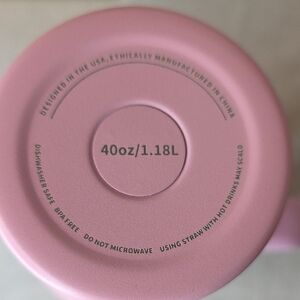 DESIGNED IN THE USA, ETHICALLY MANUFACTURED IN CHINA
40oz/1.18L
DISHWASHER SAFE BPA FREE DO NOT MICROWAVE USING STRAW WITH HOT DRINKS MAY SCALD